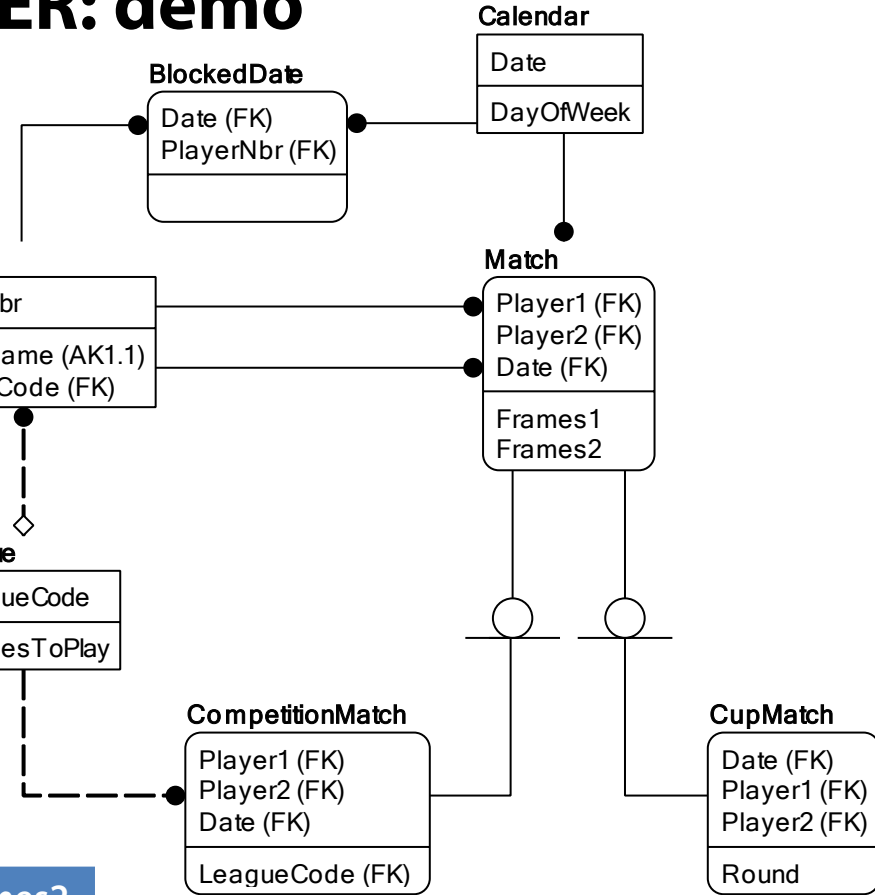 ER: demo
Calendar
Date
DayOfWeek
BlockedDate
Date (FK)
PlayerNbr (FK)
Match
Player1 (FK)
Player2 (FK)
Date (FK)
Frames1
Frames2
br
ame (AK1.1)
Code (FK)
e
ueCode
esToPlay
CompetitionMatch
Player1 (FK)
Player2 (FK)
Date (FK)
LeagueCode (FK)
CupMatch
Date (FK)
Player1 (FK)
Player2 (FK)
Round